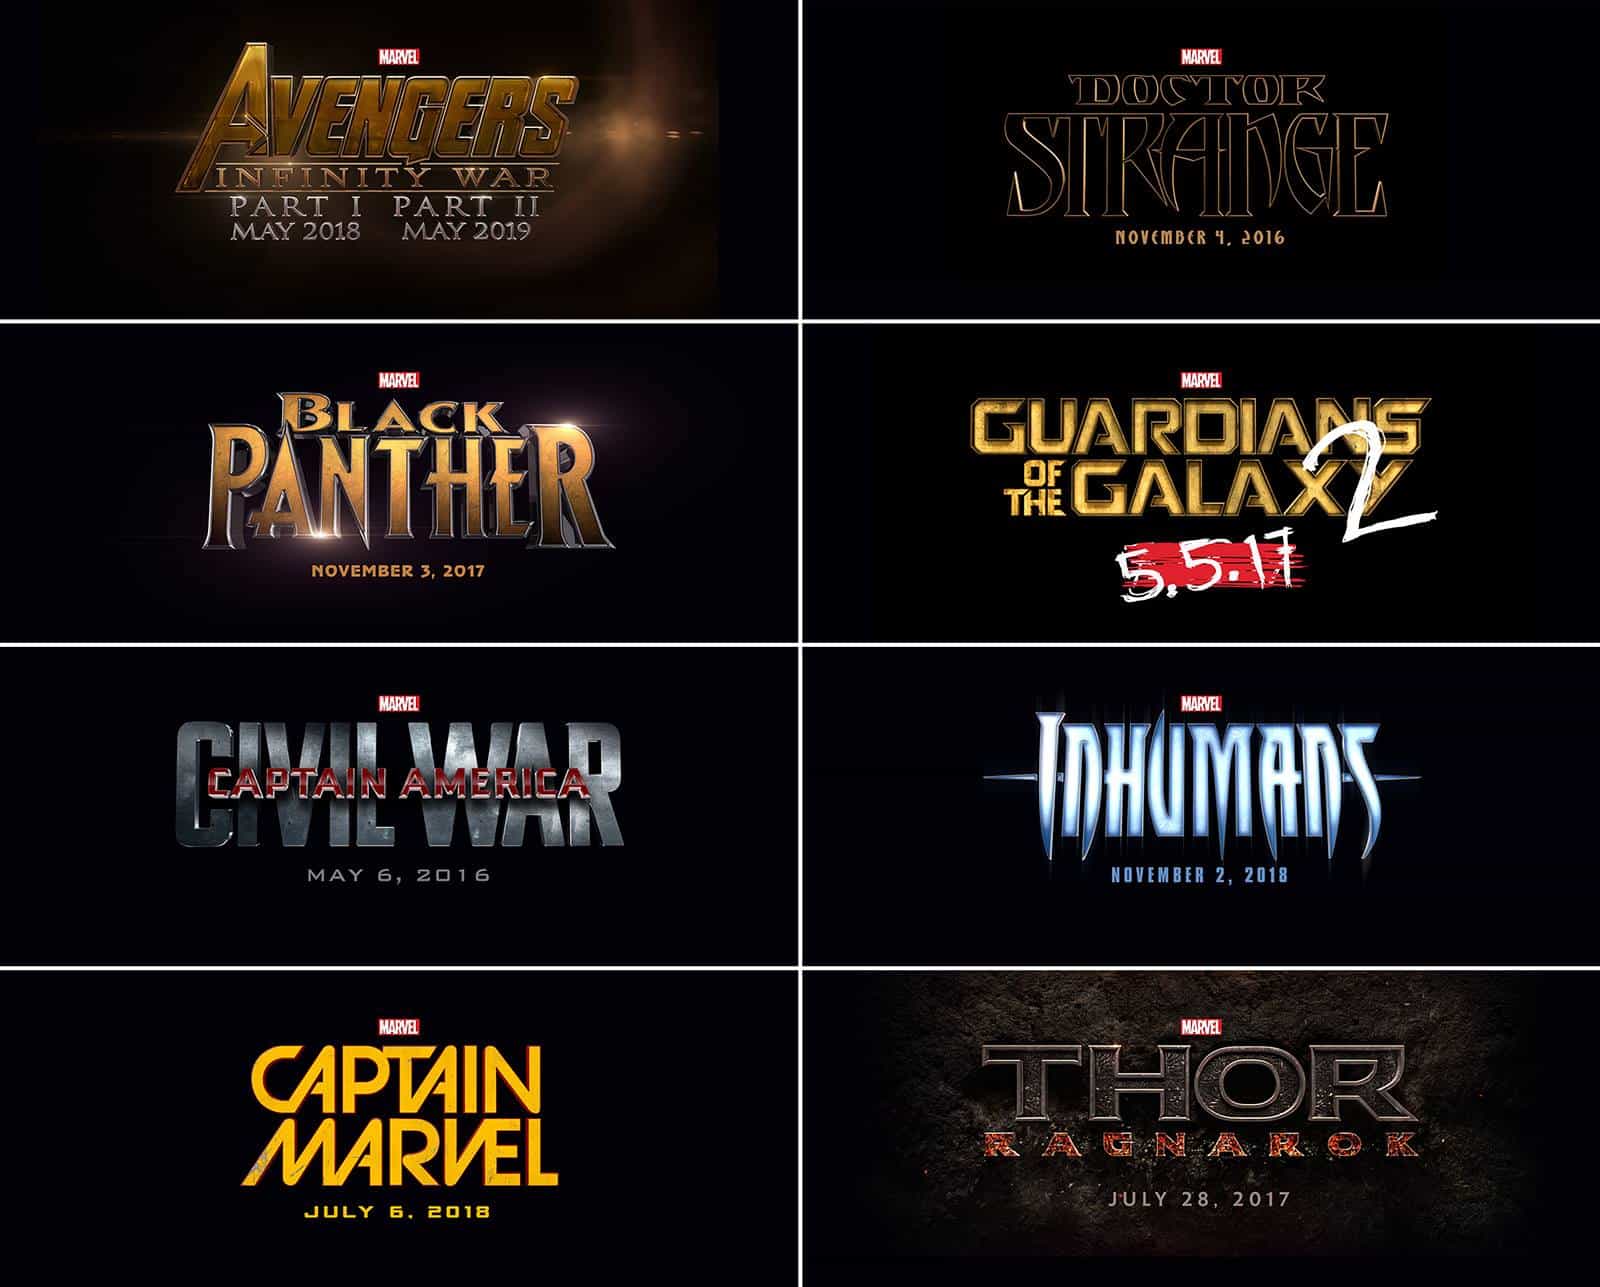 MARVEL
AVENGERS
INFINITY WAR
PART I PART II
MAY 2018 MAY 2019
MARVEL
DOCTOR
STRANGE
NOVEMBER 4, 2016
MARVEL
BLACK
PANTHER
NOVEMBER 3, 2017
MARVEL
GUARDIANS
OF THE GALAXY 2
5.5.17
MARVEL
CIVIL WAR
CAPTAIN AMERICA
MAY 6, 2016
MARVEL
INHUMANS
NOVEMBER 2, 2018
MARVEL
CAPTAIN
MARVEL
JULY 6, 2018
MARVEL
THOR
RAGNAROK
JULY 28, 2017